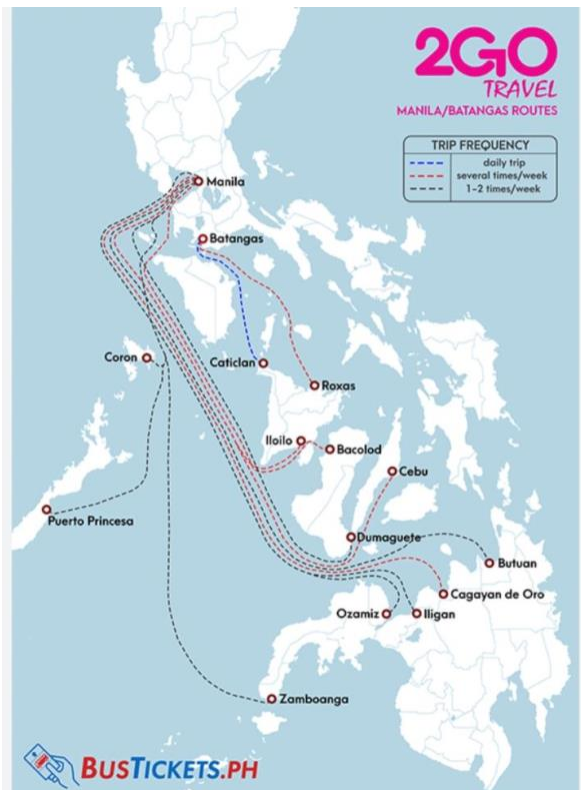 2GO
TRAVEL
MANILA/BATANGAS ROUTES
TRIP FREQUENCY
daily trip
several times/week
1-2 times/week
Manila
Batangas
Coron
Caticlan
Roxas
Iloilo
Bacolod
Cebu
Puerto Princesa
Dumaguete
Butuan
Cagayan de Oro
Ozamiz
Iligan
Zamboanga
BUSTICKETS.PH